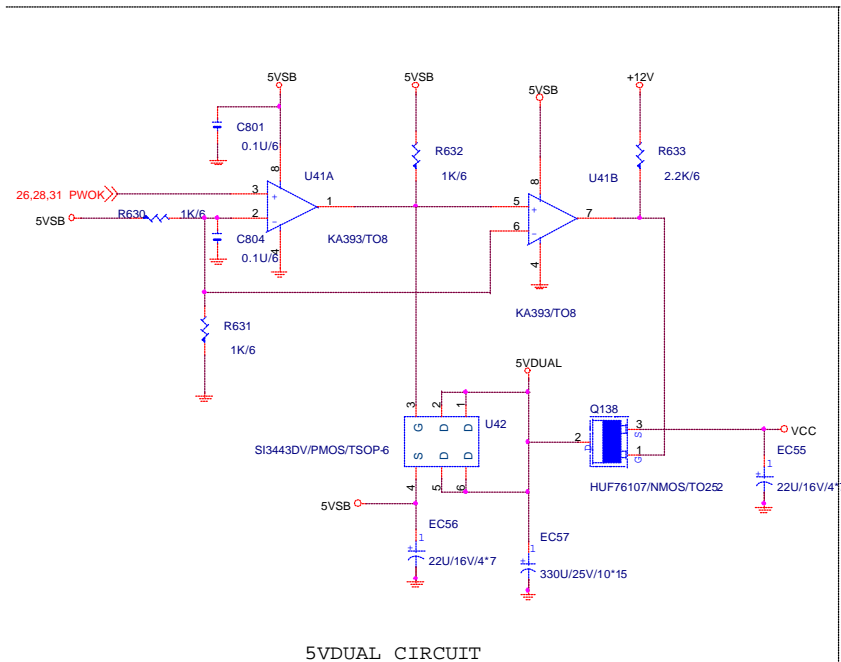 5VSB
5VSB
5VSB
+12V
C801
0.1U/6
R632
1K/6
R633
2.2K/6
8
U41A
8
U41B
26,28,31 PWOK
3
+
1
5
+
7
5VSB
R630
1K/6
2
-
6
-
C804
0.1U/6
4
KA393/TO8
4
KA393/TO8
R631
1K/6
5VDUAL
3
2
1
U42
G
D
D
S
D
D
SI3443DV/PMOS/TSOP-6
4
5
6
Q138
2
D
3
S
1
G
VCC
HUF76107/NMOS/TO252
EC55
1
+
22U/16V/4*
5VSB
EC56
1
+
22U/16V/4*7
EC57
1
+
330U/25V/10*15
5VDUAL CIRCUIT